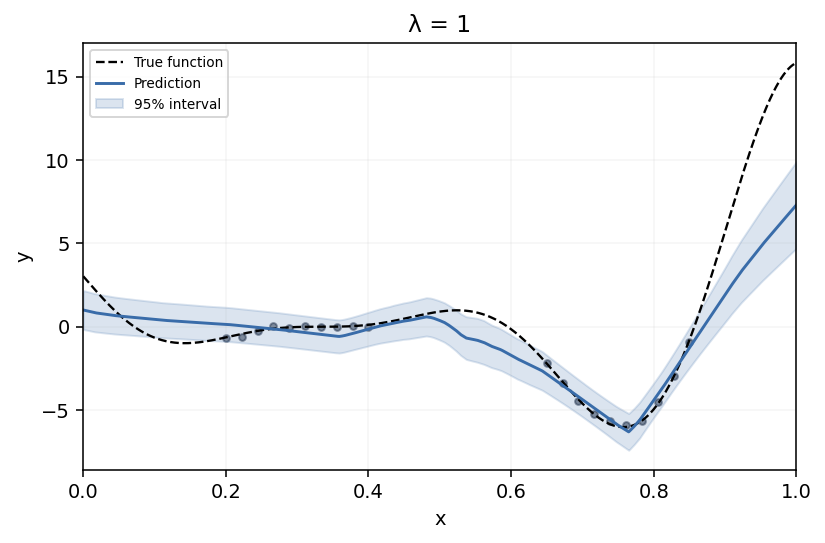 λ = 1
True function
Prediction
95% interval
15
10
5
0
−5
y
0.0 0.2 0.4 0.6 0.8 1.0
x